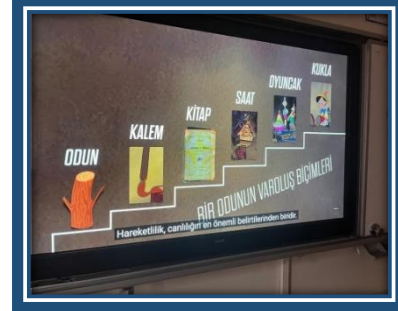 KUKLA
OYUNCAK
SAAT
KİTAP
KALEM
ODUN
BİR ODUNUN VAROLUŞ BİÇİMLERİ
Hareketlilik, canlılığın en önemli belirtilerinden biridir.